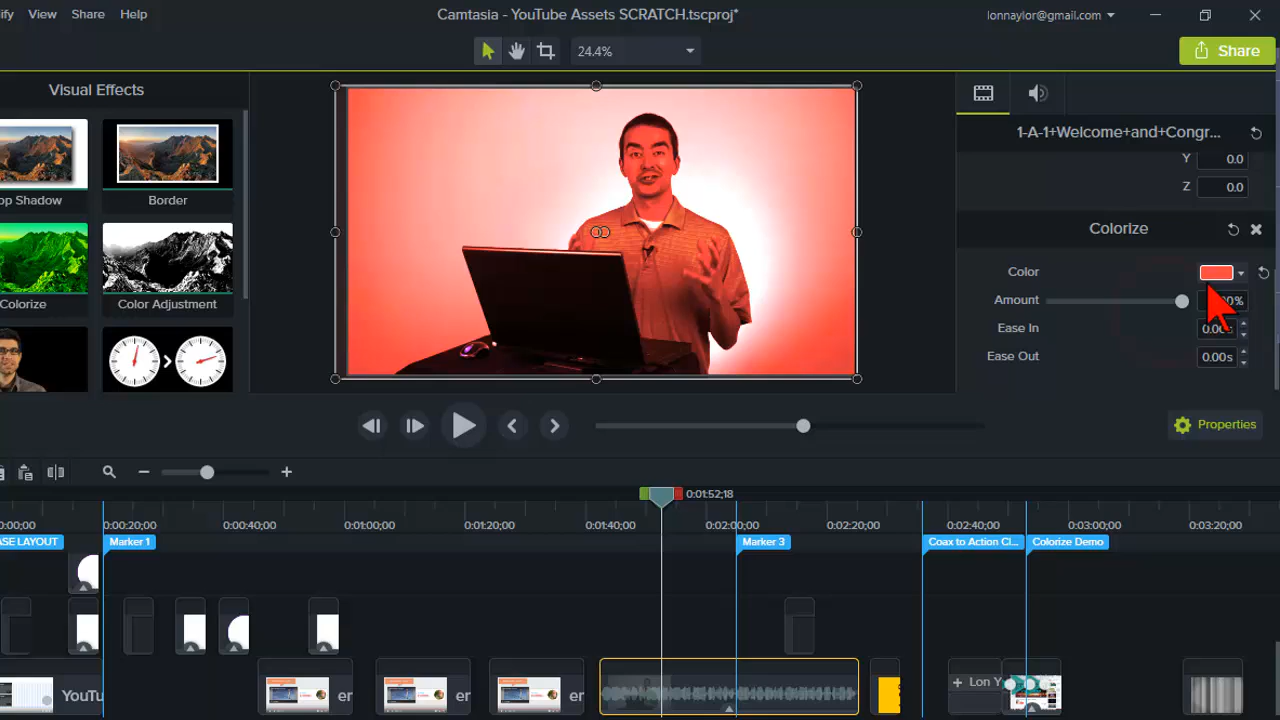 ify View Share Help
Camtasia - YouTube Assets SCRATCH.tscproj*
lonnaylor@gmail.com
24.4%
Share
Visual Effects
op Shadow
Border
Colorize
Color Adjustment
1-A-1+Welcome+and+Congr...
Y 0.0
Z 0.0
Colorize
Color
Amount
Ease In
Ease Out 0.00s
Properties
0:01:52;18
0:00;00 0:00:20;00 0:00:40;00 0:01:00;00 0:01:20;00 0:01:40;00 0:02:00;00 0:02:20;00 0:02:40;00 0:03:00;00 0:03:20;00
ASE LAYOUT Marker 1 Marker 3 Coax to Action Cl... Colorize Demo
YouTu er er er + Lon Y